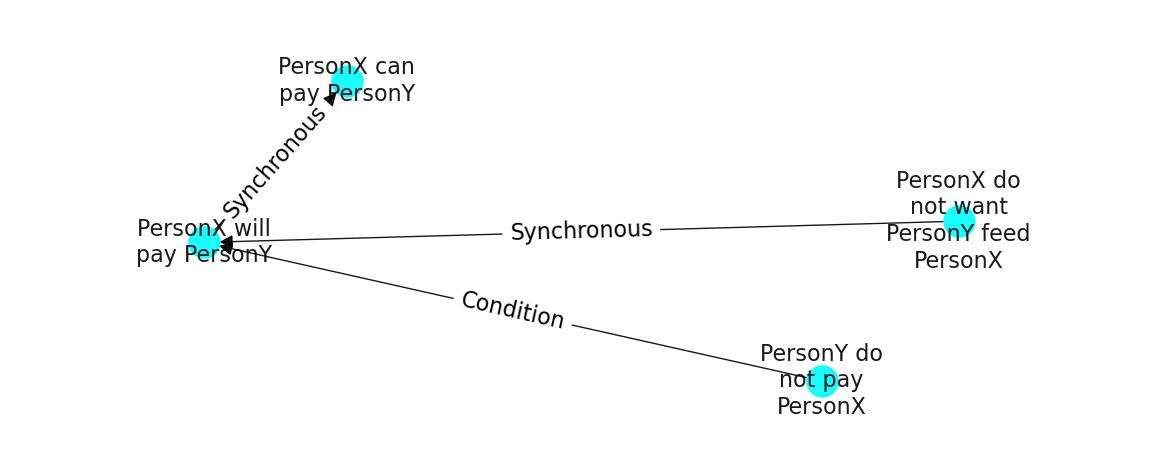 PersonX can
pay PersonY
Synchronous
PersonX do
not want
PersonY feed
PersonX
PersonX will
pay PersonY
Synchronous
Condition
PersonY do
not pay
PersonX